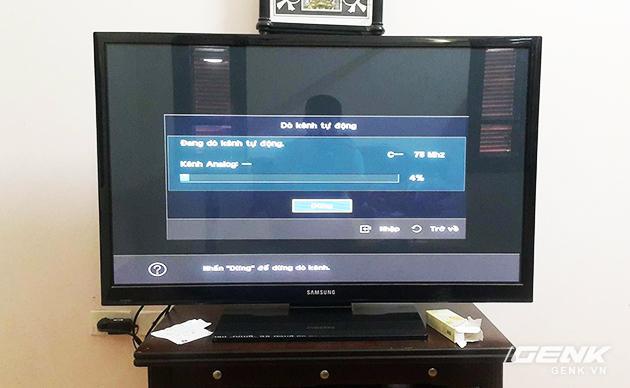 Dò kênh tự động
Đang dò kênh tự động.
C-- 75 Mhz
Kênh Analog: --
4%
Dừng
Nhập Trở về
Nhấn "Dừng" để dừng dò kênh.
SAMSUNG
GENK
GENK.VN